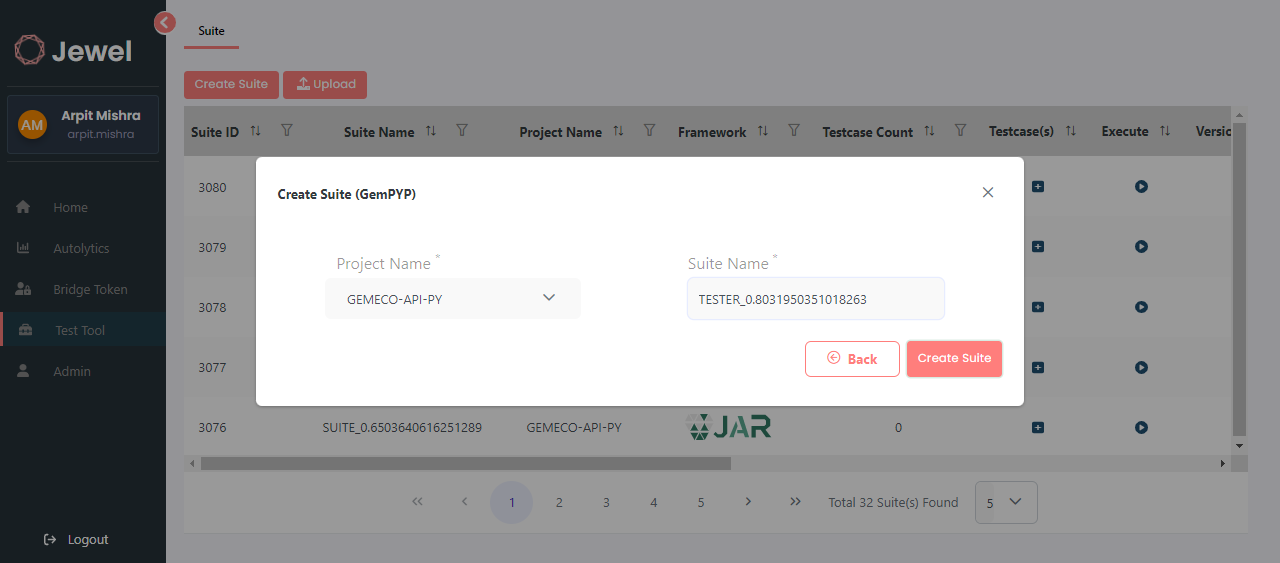 Jewel
AM
Arpit Mishra
arpit.mishra
Home
Autolytics
Bridge Token
Test Tool
Admin
Logout
Suite
Create Suite
Upload
Suite ID Suite Name Project Name Framework Testcase Count Testcase(s) Execute Versio
3080
3079
3078
3077
Create Suite (GemPYP)
Project Name * Suite Name *
GEMECO-API-PY TESTER_0.8031950351018263
Back Create Suite
3076 SUITE_0.6503640616251289 GEMECO-API-PY JAR 0
1 2 3 4 5 Total 32 Suite(s) Found 5